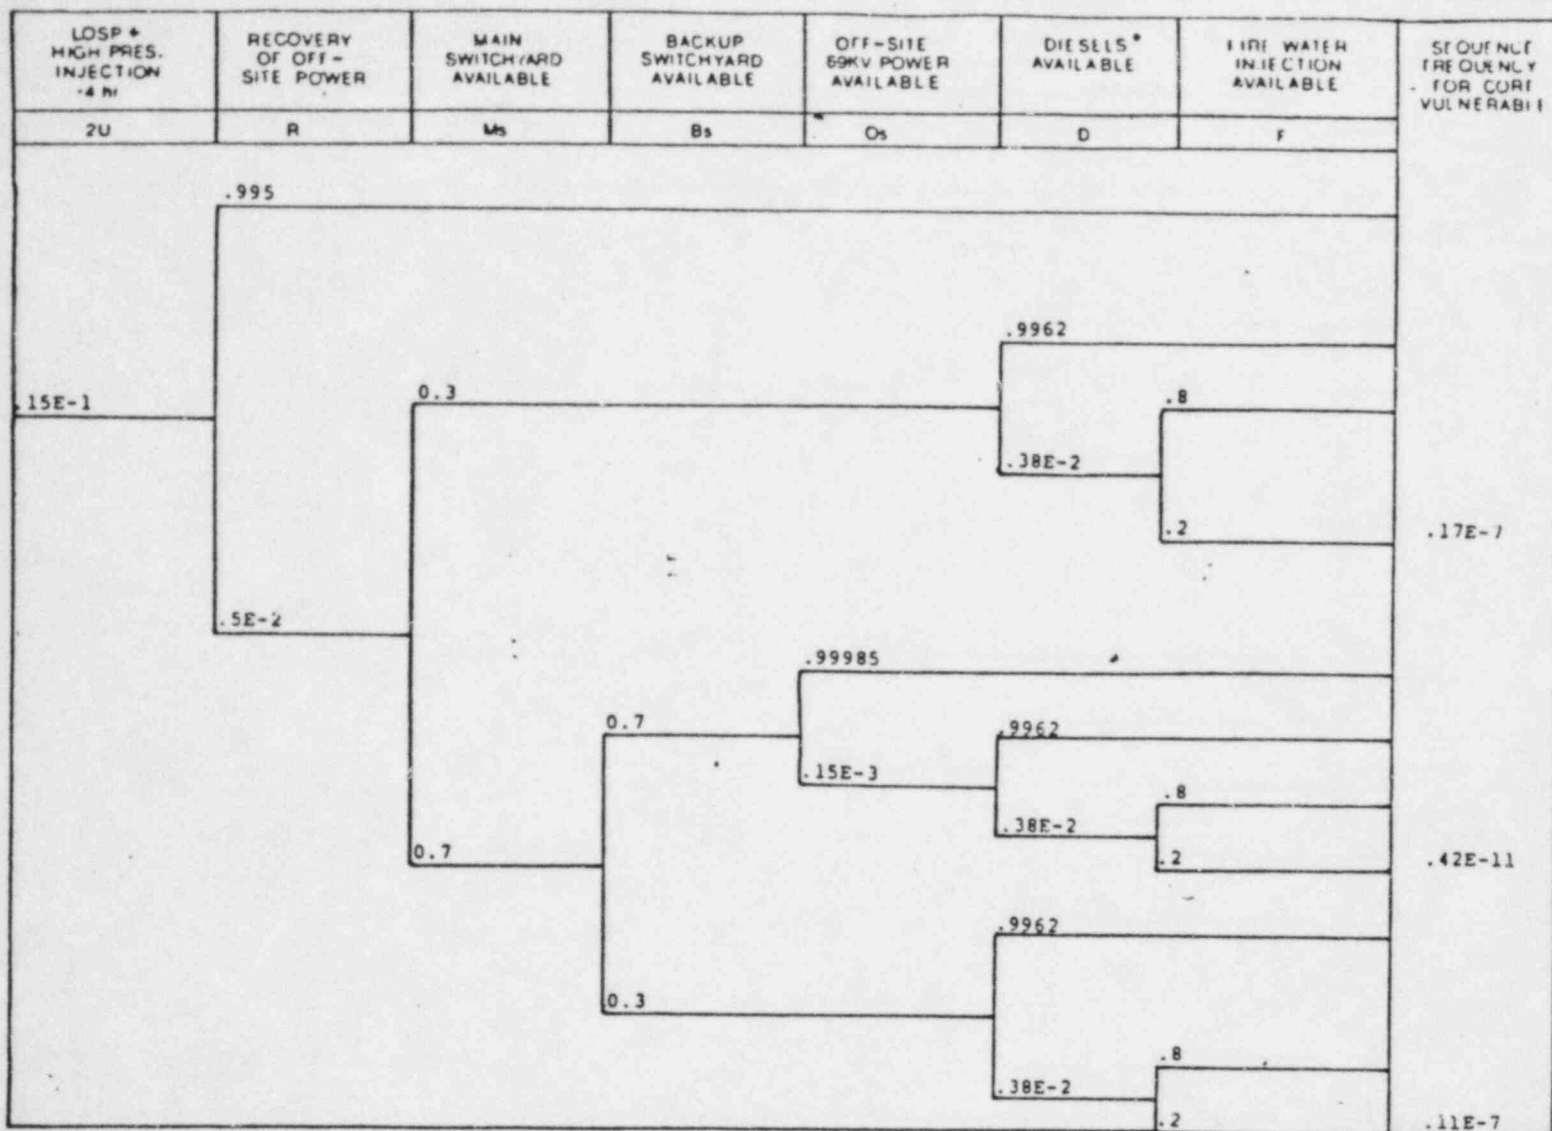 LOSP +
HIGH PRES.
INJECTION
-4 hr
RECOVERY
OF OFF-
SITE POWER
MAIN
SWITCHYARD
AVAILABLE
BACKUP
SWITCHYARD
AVAILABLE
OFF-SITE
69KV POWER
AVAILABLE
DIESELS*
AVAILABLE
FIRE WATER
INJECTION
AVAILABLE
SEQUENCE
FREQUENCY
FOR CORE
VULNERABLE
2U
R
Ms
Bs
Os
D
F
.995
.9962
0.3
.8
.15E-1
.38E-2
.2
.17E-7
.5E-2
.99985
0.7
.9962
.15E-3
.8
.38E-2
0.7
.2
.42E-11
.9962
0.3
.8
.38E-2
.2
.11E-7